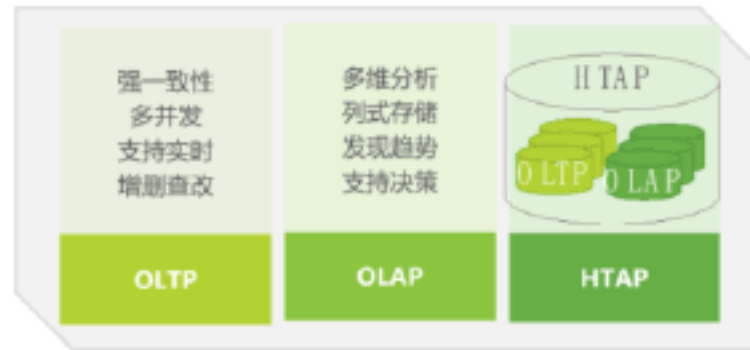 强一致性
多并发
支持实时
增删查改
OLTP
多维分析
列式存储
发现趋势
支持决策
OLAP
HTAP
OLTP
OLAP
HTAP